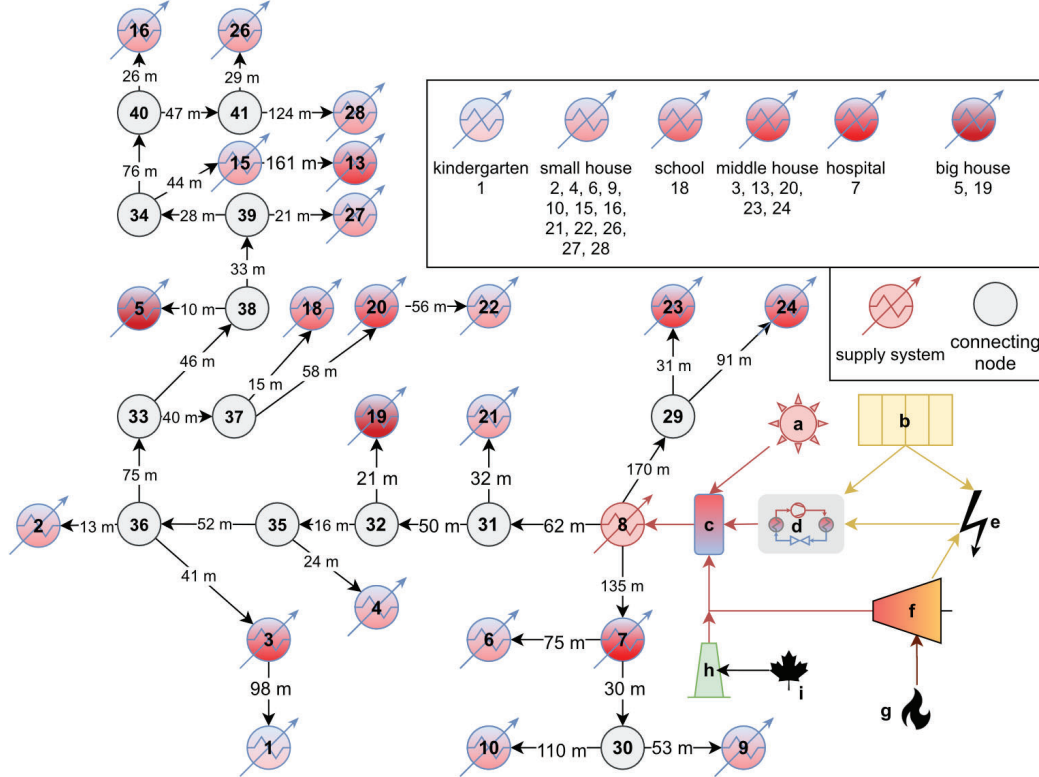 16 26
26 m 29 m
40 47 m 41 124 m 28
76 m 44 m 15 161 m 13
34 28 m 39 21 m 27
33 m
5 10 m 38 18 20 56 m 22 23 24
46 m 15 m 58 m 31 m 91 m
33 40 m 37 19 21 29
75 m 21 m 32 m 170 m
2 13 m 36 52 m 35 16 m 32 50 m 31 62 m 8
41 m 24 m 135 m
3 4 6 75 m 7
98 m 30 m
1 10 110 m 30 53 m 9
kindergarten
1
small house
2, 4, 6, 9,
10, 15, 16,
21, 22, 26,
27, 28
school
18
middle house
3, 13, 20,
23, 24
hospital
7
big house
5, 19
supply system
connecting
node
a b
c d e
f
h i
g